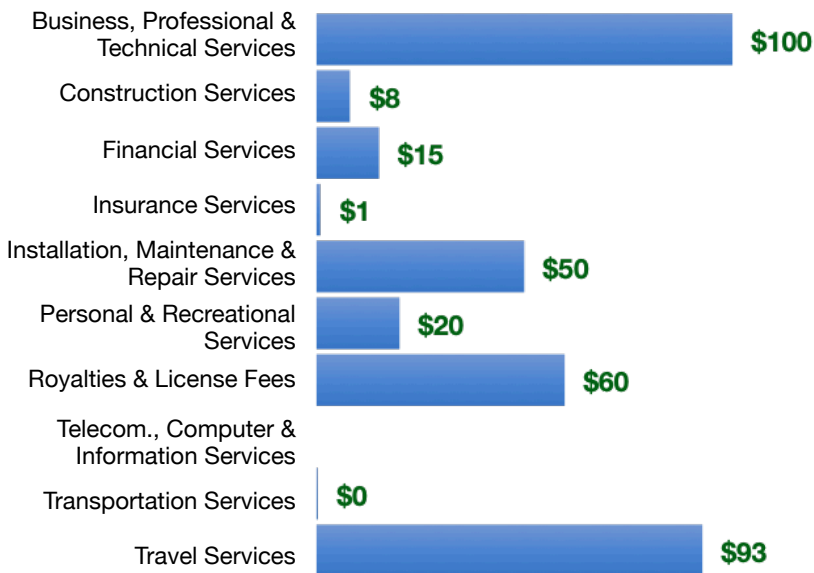 Business, Professional &
Technical Services
$100
Construction Services
$8
Financial Services
$15
Insurance Services
$1
Installation, Maintenance &
Repair Services
$50
Personal & Recreational
Services
$20
Royalties & License Fees
$60
Telecom., Computer &
Information Services
Transportation Services
$0
Travel Services
$93